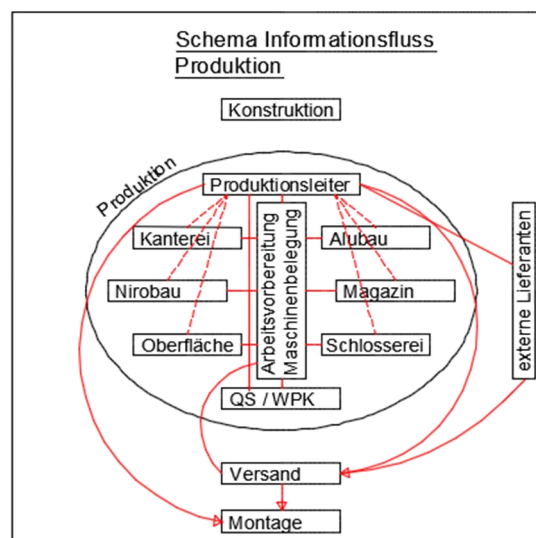 Schema Informationsfluss
Produktion
Konstruktion
Produktion
Produktionsleiter
Kanterei
Alubau
Nirobau
Magazin
Oberfläche
Schlosserei
Arbeitsvorbereitung
Maschinenbelegung
externe Lieferanten
QS / WPK
Versand
Montage